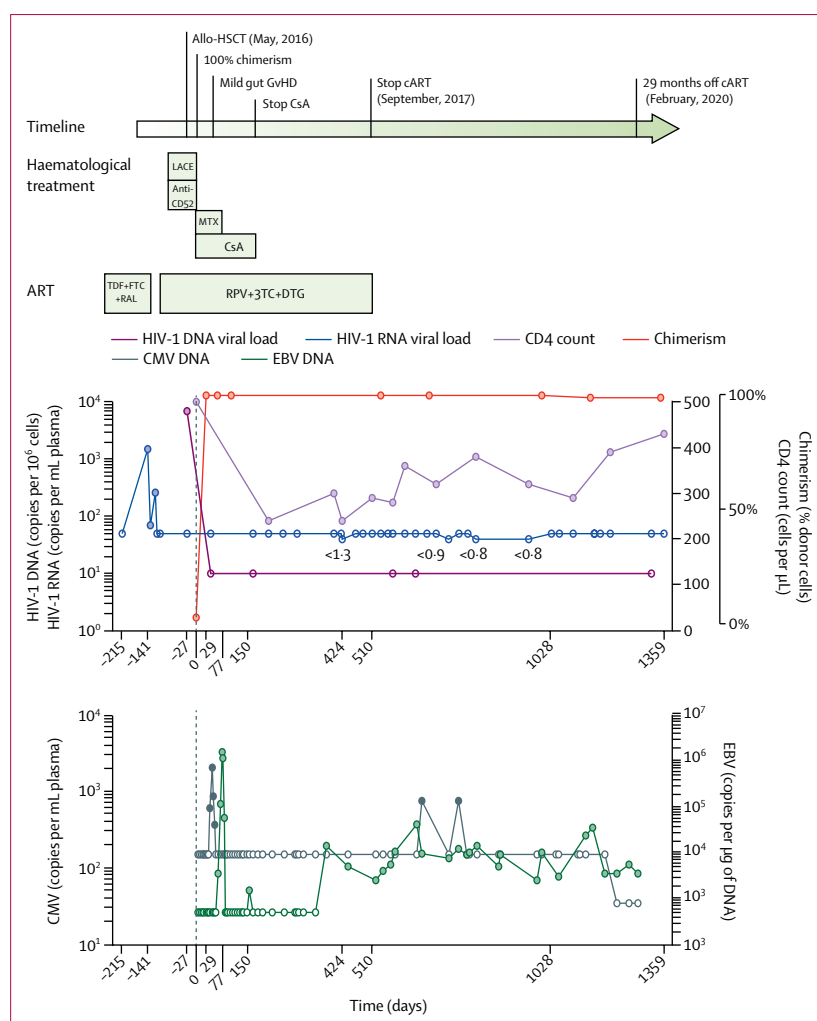 Allo-HSCT (May, 2016)
100% chimerism
Mild gut GvHD
Stop CsA
Stop cART
(September, 2017)
29 months off cART
(February, 2020)
Timeline
Haematological
treatment
LACE
Anti-
CD52
MTX
CsA
ART
TDF+FTC
+RAL
RPV+3TC+DTG
HIV-1 DNA viral load
HIV-1 RNA viral load
CD4 count
Chimerism
CMV DNA
EBV DNA
HIV-1 DNA (copies per 10⁶ cells)
HIV-1 RNA (copies per mL plasma)
10⁴
10³
10²
10¹
10⁰
<1·3
<0·9
<0·8
<0·8
500
400
300
200
100
0
100%
50%
0%
Chimerism (% donor cells)
CD4 count (cells per µL)
–215
–141
–27
0
29
77
150
424
510
1028
1359
CMV (copies per mL plasma)
10⁴
10³
10²
10¹
10⁷
10⁶
10⁵
10⁴
10³
10³
EBV (copies per µg of DNA)
–215
–141
–27
0
29
77
150
424
510
1028
1359
Time (days)